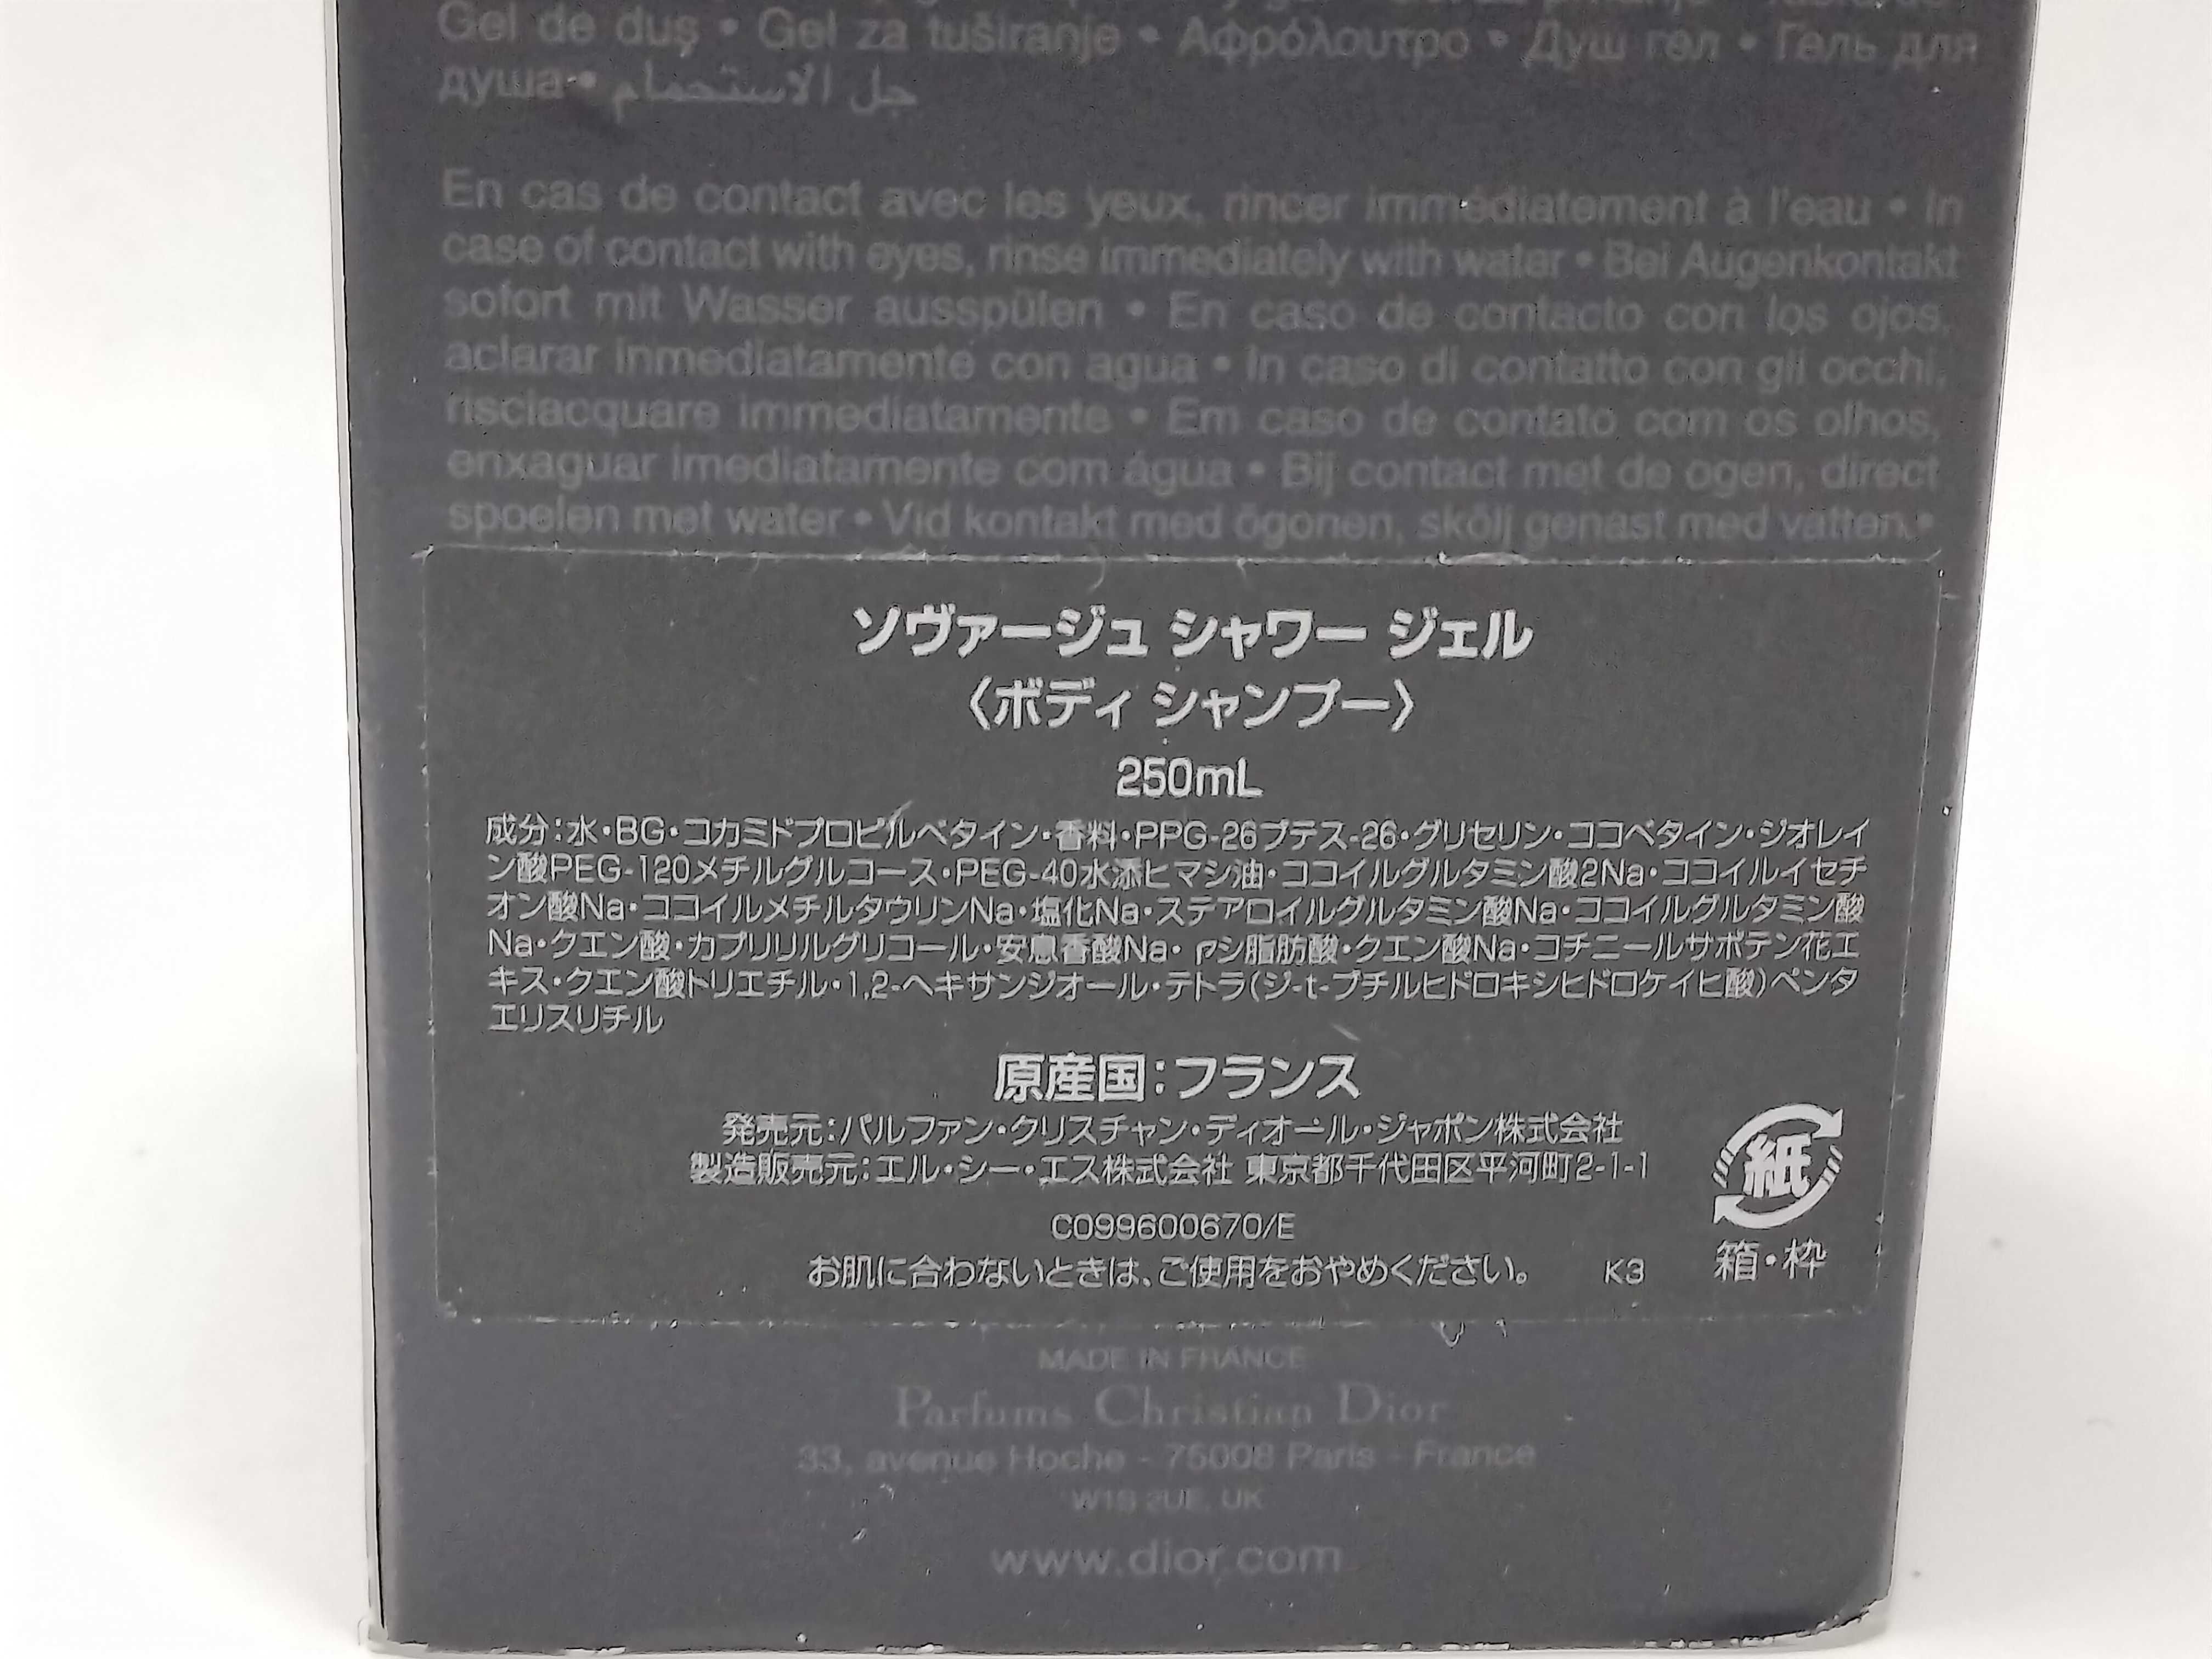 Gel de duş • Gel za tuširanje • Αφρόλουτρο • Душ гел • Гель для
душа • جل الاستحمام
En cas de contact avec les yeux, rincer immédiatement à l'eau • In
case of contact with eyes, rinse immediately with water • Bei Augenkontakt
sofort mit Wasser ausspülen • En caso de contacto con los ojos,
aclarar inmediatamente con agua • In caso di contatto con gli occhi,
risciacquare immediatamente • Em caso de contato com os olhos,
enxaguar imediatamente com água • Bij contact met de ogen, direct
spoelen met water • Vid kontakt med ögonen, skölj genast med vatten •
ソヴァージュ シャワー ジェル
〈ボディ シャンプー〉
250mL
成分：水・BG・コカミドプロピルベタイン・香料・PPG-26ブテス-26・グリセリン・ココベタイン・ジオレイ
ン酸PEG-120メチルグルコース・PEG-40水添ヒマシ油・ココイルグルタミン酸2Na・ココイルイセチ
オン酸Na・ココイルメチルタウリンNa・塩化Na・ステアロイルグルタミン酸Na・ココイルグルタミン酸
Na・クエン酸・カプリリルグリコール・安息香酸Na・ヤシ脂肪酸・クエン酸Na・コチニールサボテン花エ
キス・クエン酸トリエチル・1,2-ヘキサンジオール・テトラ(ジ-t-ブチルヒドロキシヒドロケイヒ酸)ペンタ
エリスリチル
原産国：フランス
発売元：パルファン・クリスチャン・ディオール・ジャポン株式会社
製造販売元：エル・シー・エス株式会社 東京都千代田区平河町2-1-1
紙
C099600670/E
お肌に合わないときは、ご使用をおやめください。 K3
箱・枠
MADE IN FRANCE
Parfums Christian Dior
33, avenue Hoche - 75008 Paris - France
W1S 2UE, UK
www.dior.com